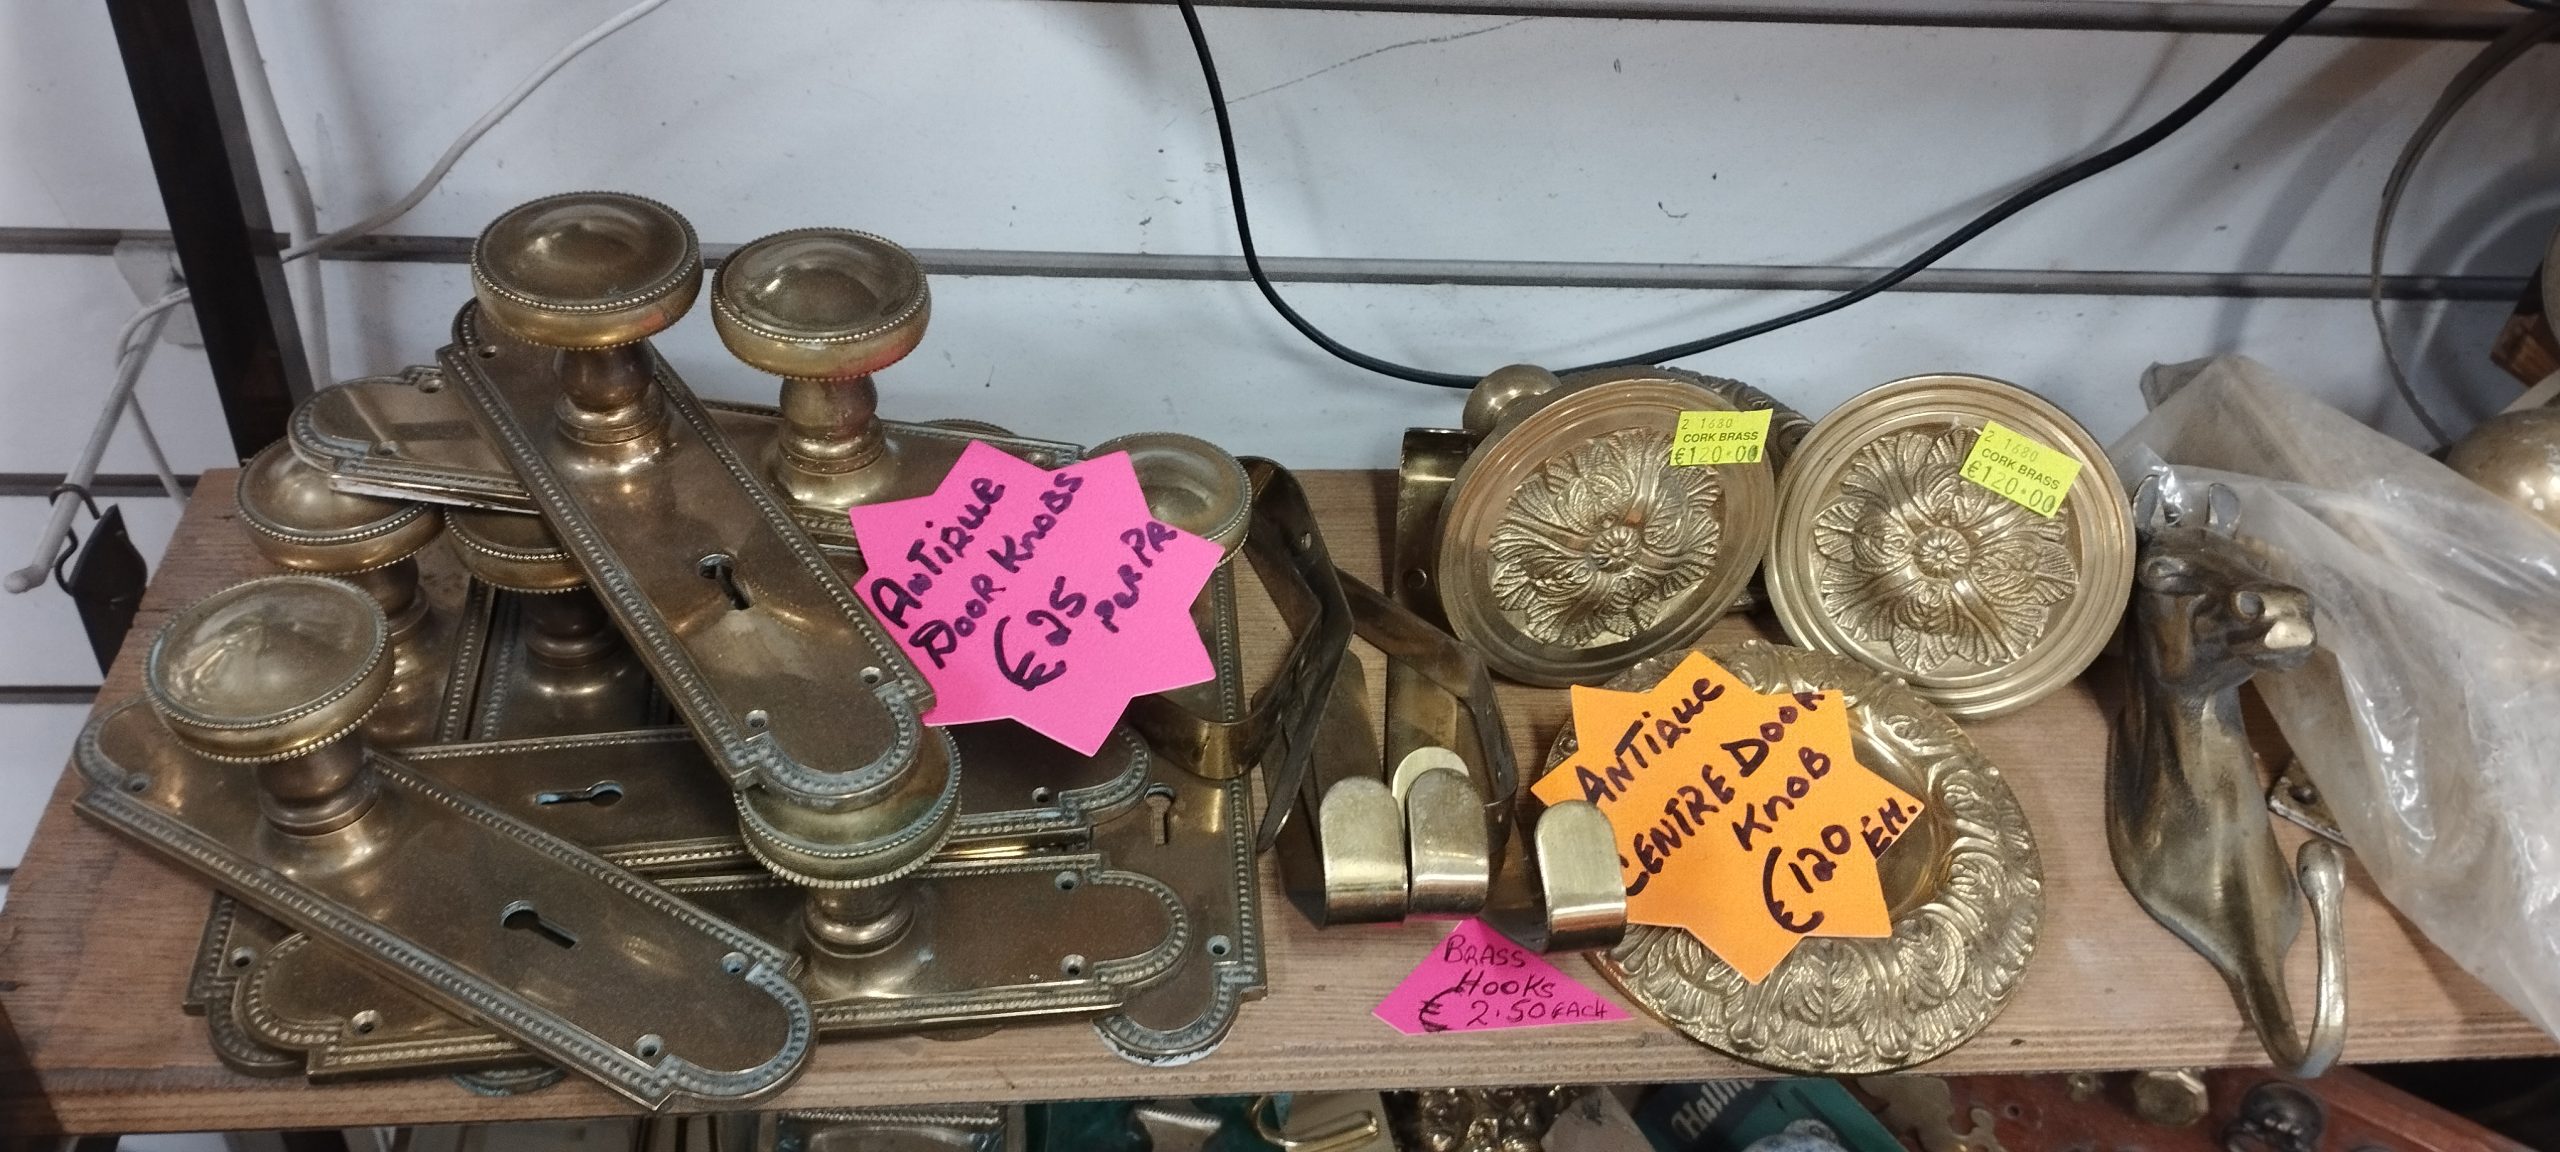 ANTIQUE
DOOR KNOBS
€25
PER PR
2 1680
CORK BRASS
€120.00
2 1680
CORK BRASS
€120.00
ANTIQUE
CENTRE DOOR
KNOB
€120 EH.
BRASS
HOOKS
€2.50 EACH